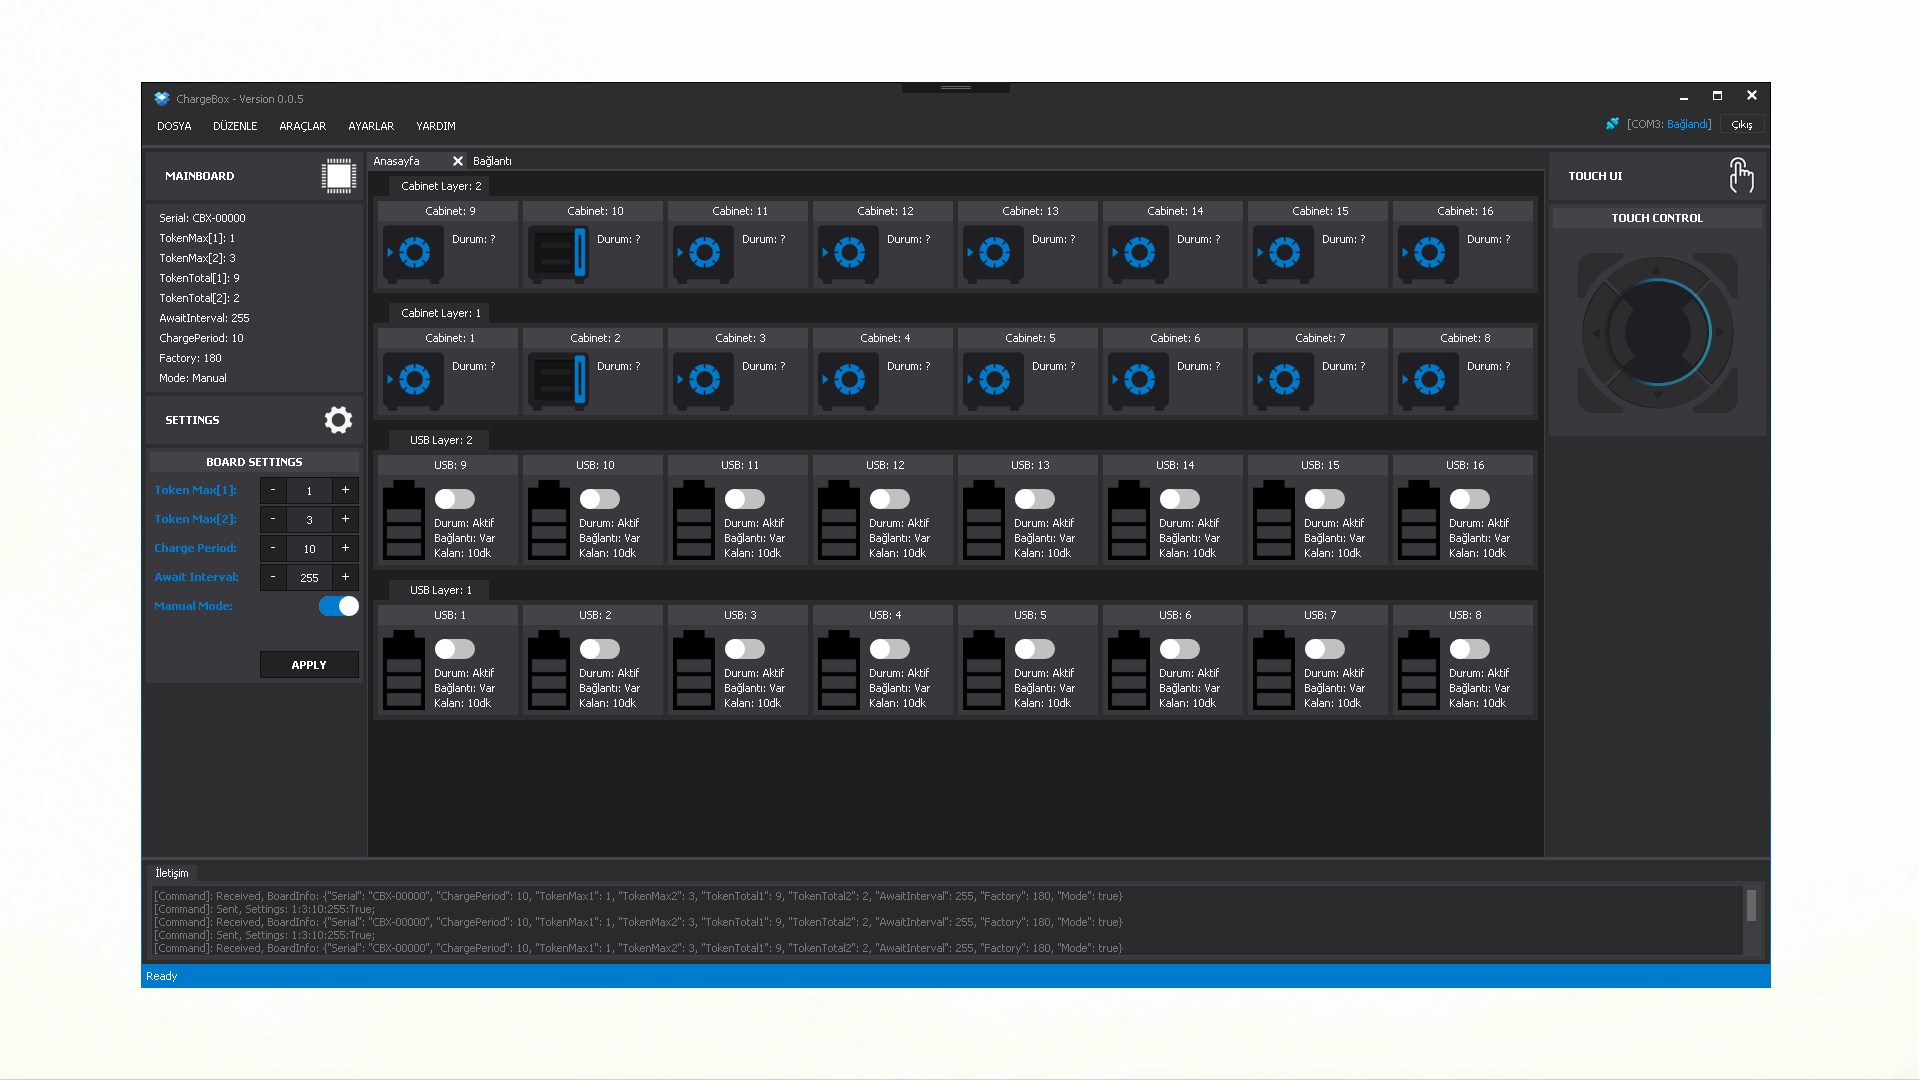 ChargeBox - Version 0.0.5
DOSYA DÜZENLE ARAÇLAR AYARLAR YARDIM
[COM3: Bağlandı] Çıkış
MAINBOARD
Serial: CBX-00000
TokenMax[1]: 1
TokenMax[2]: 3
TokenTotal[1]: 9
TokenTotal[2]: 2
AwaitInterval: 255
ChargePeriod: 10
Factory: 180
Mode: Manual
SETTINGS
BOARD SETTINGS
Token Max[1]: - 1 +
Token Max[2]: - 3 +
Charge Period: - 10 +
Await Interval: - 255 +
Manual Mode:
APPLY
Anasayfa Bağlantı
Cabinet Layer: 2
Cabinet: 9 Cabinet: 10 Cabinet: 11 Cabinet: 12 Cabinet: 13 Cabinet: 14 Cabinet: 15 Cabinet: 16
Durum: ? Durum: ? Durum: ? Durum: ? Durum: ? Durum: ? Durum: ? Durum: ?
Cabinet Layer: 1
Cabinet: 1 Cabinet: 2 Cabinet: 3 Cabinet: 4 Cabinet: 5 Cabinet: 6 Cabinet: 7 Cabinet: 8
Durum: ? Durum: ? Durum: ? Durum: ? Durum: ? Durum: ? Durum: ? Durum: ?
USB Layer: 2
USB: 9 USB: 10 USB: 11 USB: 12 USB: 13 USB: 14 USB: 15 USB: 16
Durum: Aktif Durum: Aktif Durum: Aktif Durum: Aktif Durum: Aktif Durum: Aktif Durum: Aktif Durum: Aktif
Bağlantı: Var Bağlantı: Var Bağlantı: Var Bağlantı: Var Bağlantı: Var Bağlantı: Var Bağlantı: Var Bağlantı: Var
Kalan: 10dk Kalan: 10dk Kalan: 10dk Kalan: 10dk Kalan: 10dk Kalan: 10dk Kalan: 10dk Kalan: 10dk
USB Layer: 1
USB: 1 USB: 2 USB: 3 USB: 4 USB: 5 USB: 6 USB: 7 USB: 8
Durum: Aktif Durum: Aktif Durum: Aktif Durum: Aktif Durum: Aktif Durum: Aktif Durum: Aktif Durum: Aktif
Bağlantı: Var Bağlantı: Var Bağlantı: Var Bağlantı: Var Bağlantı: Var Bağlantı: Var Bağlantı: Var Bağlantı: Var
Kalan: 10dk Kalan: 10dk Kalan: 10dk Kalan: 10dk Kalan: 10dk Kalan: 10dk Kalan: 10dk Kalan: 10dk
TOUCH UI
TOUCH CONTROL
İletişim
[Command]: Received, BoardInfo: {"Serial": "CBX-00000", "ChargePeriod": 10, "TokenMax1": 1, "TokenMax2": 3, "TokenTotal1": 9, "TokenTotal2": 2, "AwaitInterval": 255, "Factory": 180, "Mode": true}
[Command]: Sent, Settings: 1:3:10:255:True;
[Command]: Received, BoardInfo: {"Serial": "CBX-00000", "ChargePeriod": 10, "TokenMax1": 1, "TokenMax2": 3, "TokenTotal1": 9, "TokenTotal2": 2, "AwaitInterval": 255, "Factory": 180, "Mode": true}
[Command]: Sent, Settings: 1:3:10:255:True;
[Command]: Received, BoardInfo: {"Serial": "CBX-00000", "ChargePeriod": 10, "TokenMax1": 1, "TokenMax2": 3, "TokenTotal1": 9, "TokenTotal2": 2, "AwaitInterval": 255, "Factory": 180, "Mode": true}
Ready